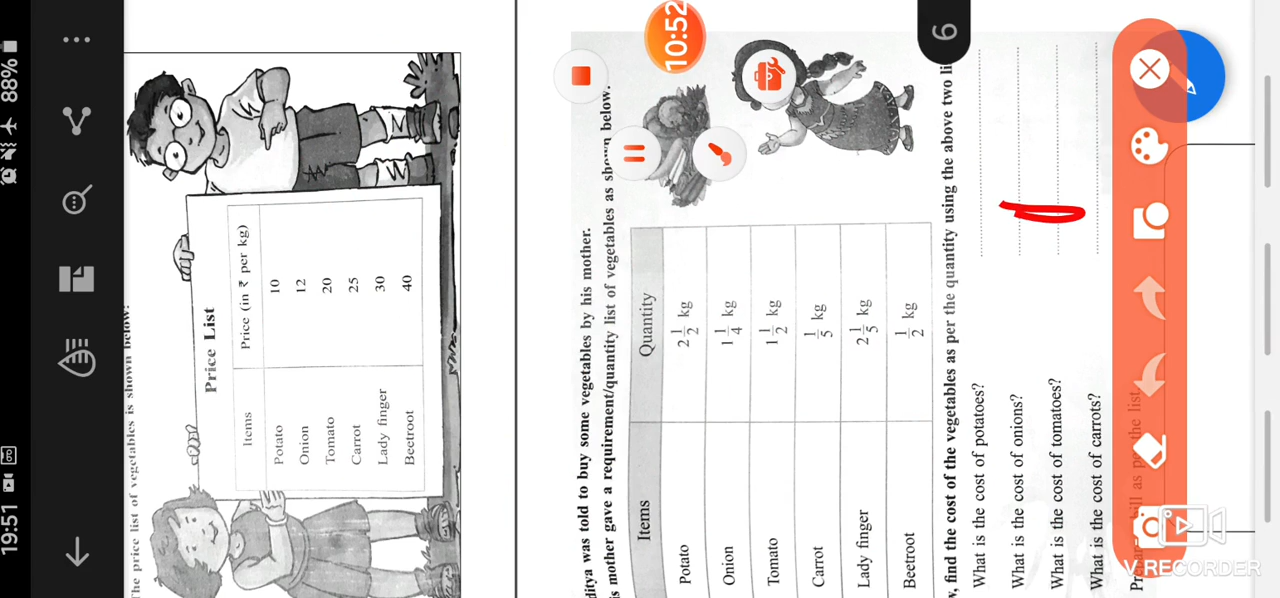 19:51
88%
The price list of vegetables is shown below:
Price List
Items Price (in ₹ per kg)
Potato 10
Onion 12
Tomato 20
Carrot 25
Lady finger 30
Beetroot 40
ditya was told to buy some vegetables by his mother.
is mother gave a requirement/quantity list of vegetables as shown below.
Items Quantity
Potato 2 1/2 kg
Onion 1 1/4 kg
Tomato 1 1/2 kg
Carrot 1/5 kg
Lady finger 2 1/5 kg
Beetroot 1/2 kg
, find the cost of the vegetables as per the quantity using the above two li
What is the cost of potatoes?
What is the cost of onions?
What is the cost of tomatoes?
What is the cost of carrots?
bill as the list
10:52
6
V-RECORDER